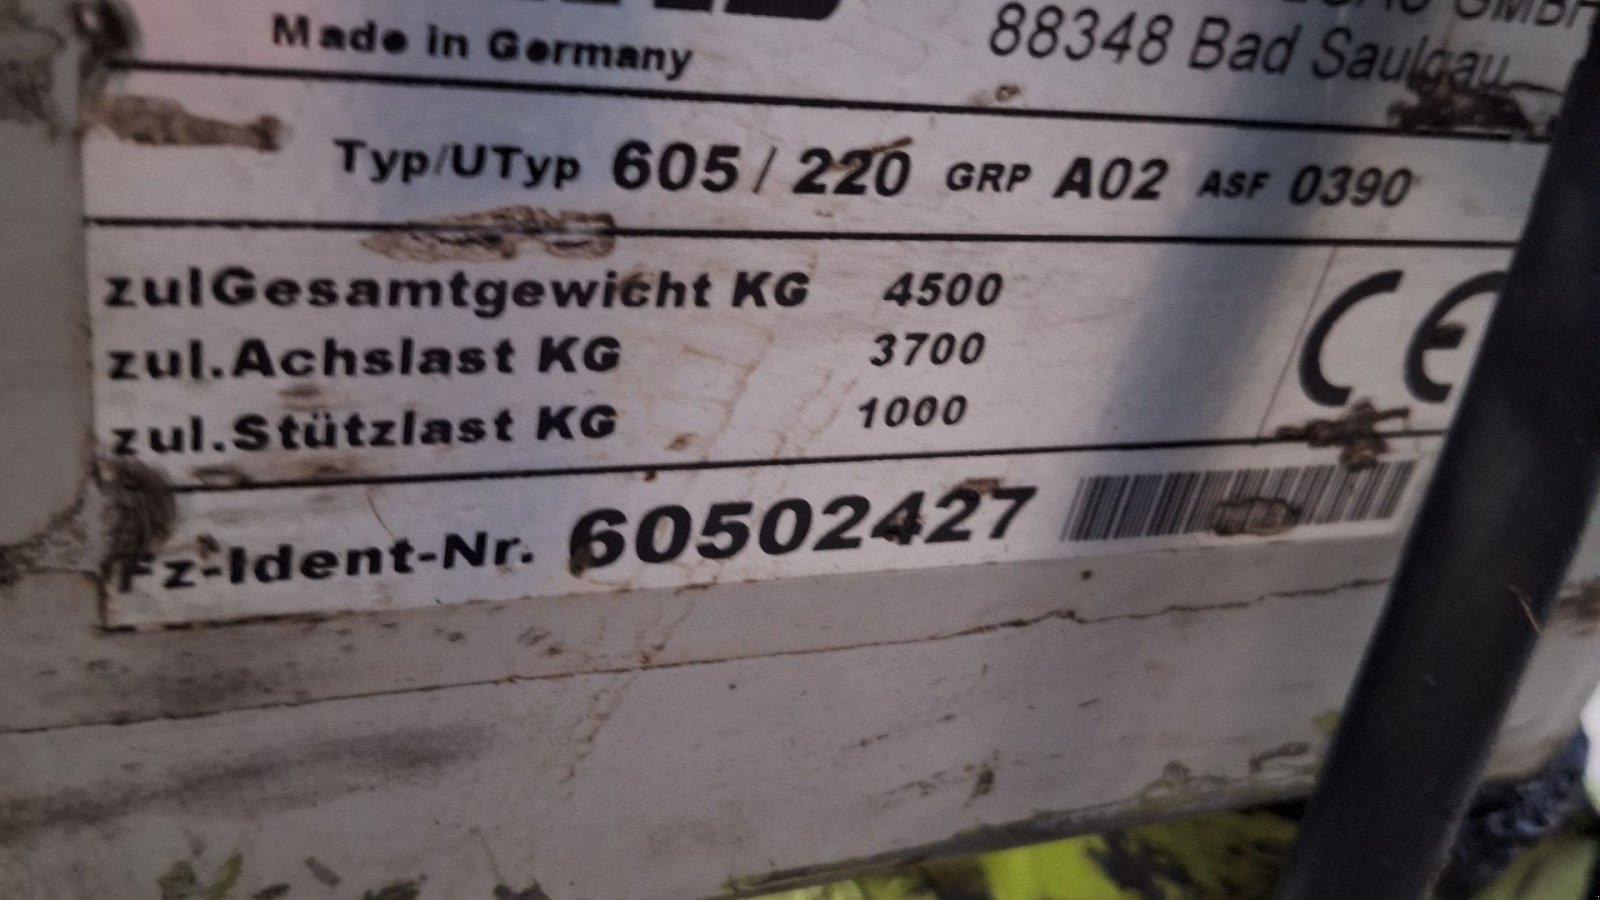 Made in Germany
GMBH
88348 Bad Saulgau
Typ/UTyp 605 / 220 GRP A02 ASF 0390
zulGesamtgewicht KG 4500
zul.Achslast KG 3700
zul.Stützlast KG 1000
CE
Fz-Ident-Nr. 60502427